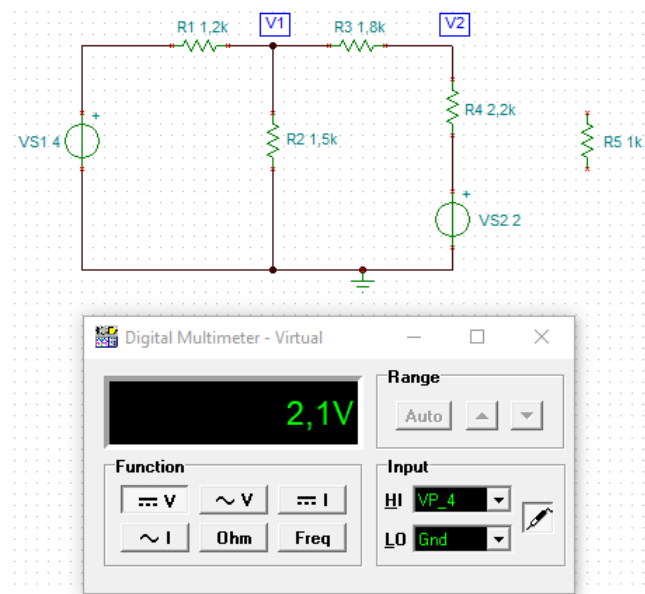 R1 1,2k
V1
R3 1,8k
V2
+
R4 2,2k
VS1 4
R2 1,5k
R5 1k
+
VS2 2
Digital Multimeter - Virtual
2,1V
Range
Auto
Function
V
V
I
I
Ohm
Freq
Input
HI VP_4
LO Gnd